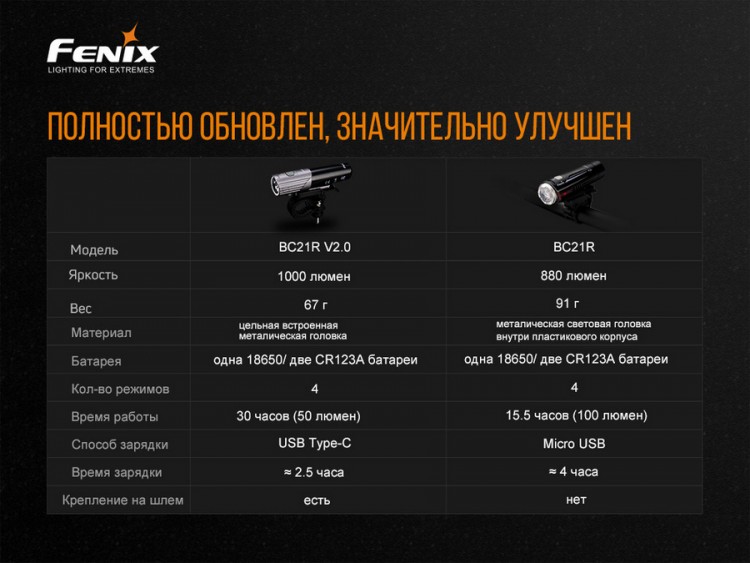 FENIX
LIGHTING FOR EXTREMES
ПОЛНОСТЬЮ ОБНОВЛЕН, ЗНАЧИТЕЛЬНО УЛУЧШЕН
Модель BC21R V2.0 BC21R
Яркость 1000 люмен 880 люмен
Вес 67 г 91 г
Материал цельная встроенная металическая головка металическая световая головка внутри пластикового корпуса
Батарея одна 18650/ две CR123A батареи одна 18650/ две CR123A батареи
Кол-во режимов 4 4
Время работы 30 часов (50 люмен) 15.5 часов (100 люмен)
Способ зарядки USB Type-C Micro USB
Время зарядки ≈ 2.5 часа ≈ 4 часа
Крепление на шлем есть нет